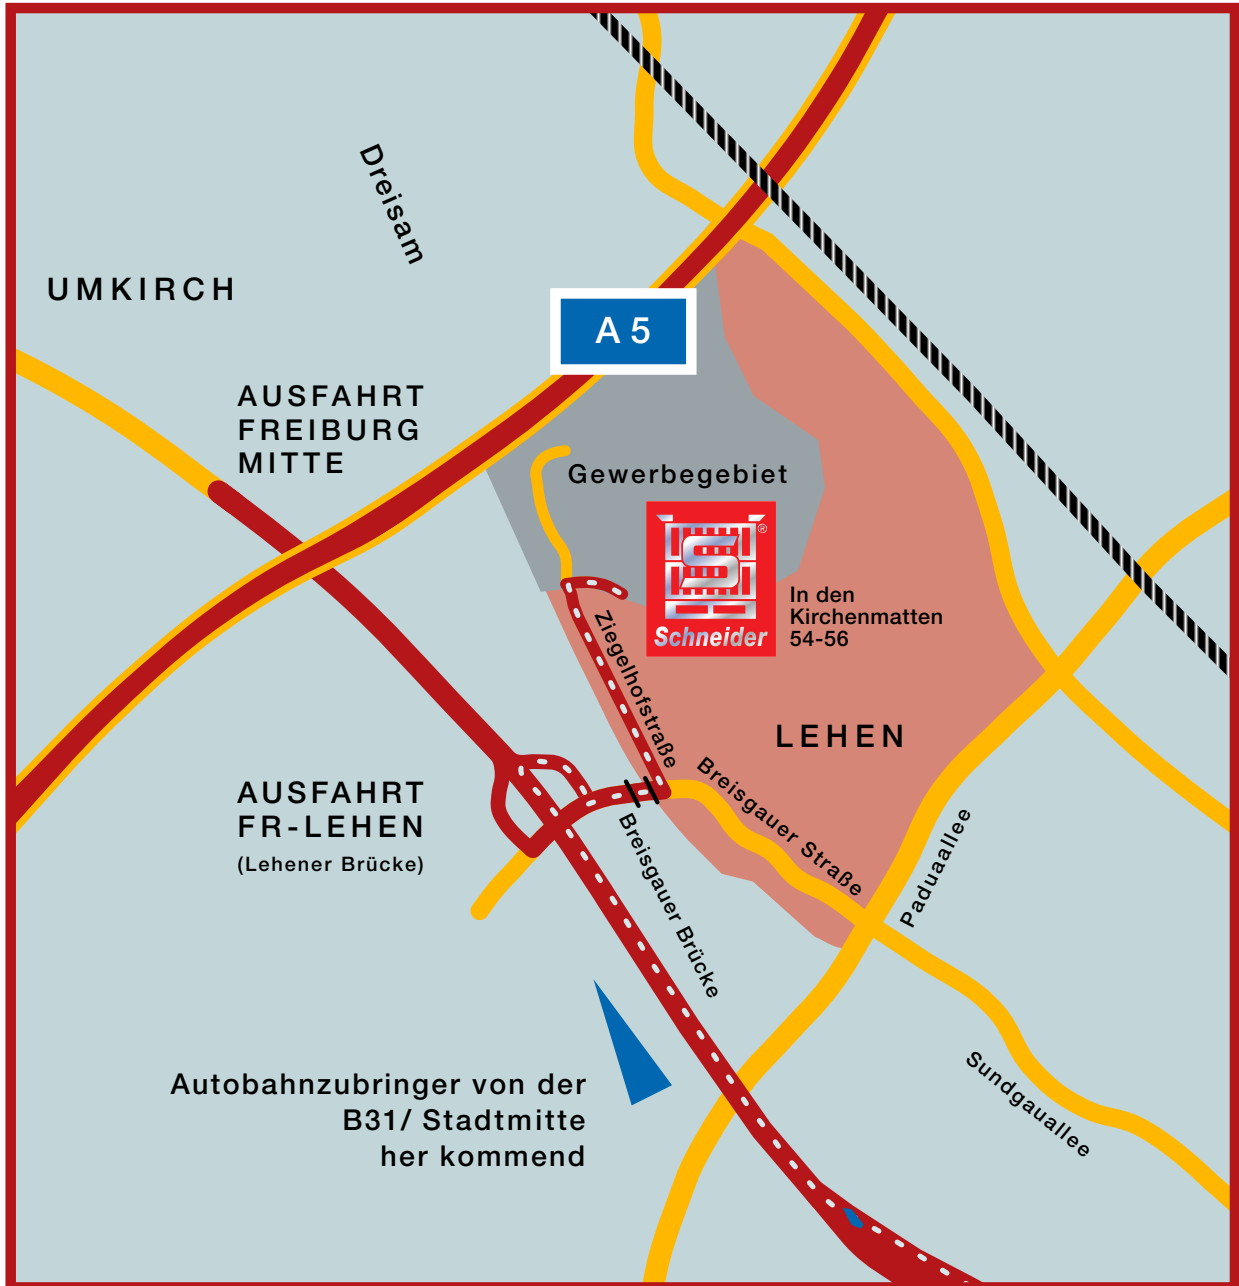 Dreisam
UMKIRCH
A 5
AUSFAHRT
FREIBURG
MITTE
Gewerbegebiet
S
®
Schneider
In den
Kirchenmatten
54-56
Ziegelhofstraße
LEHEN
Breisgauer Straße
AUSFAHRT
FR-LEHEN
(Lehener Brücke)
Breisgauer Brücke
Paduaallee
Sundgauallee
Autobahnzubringer von der
B31/ Stadtmitte
her kommend